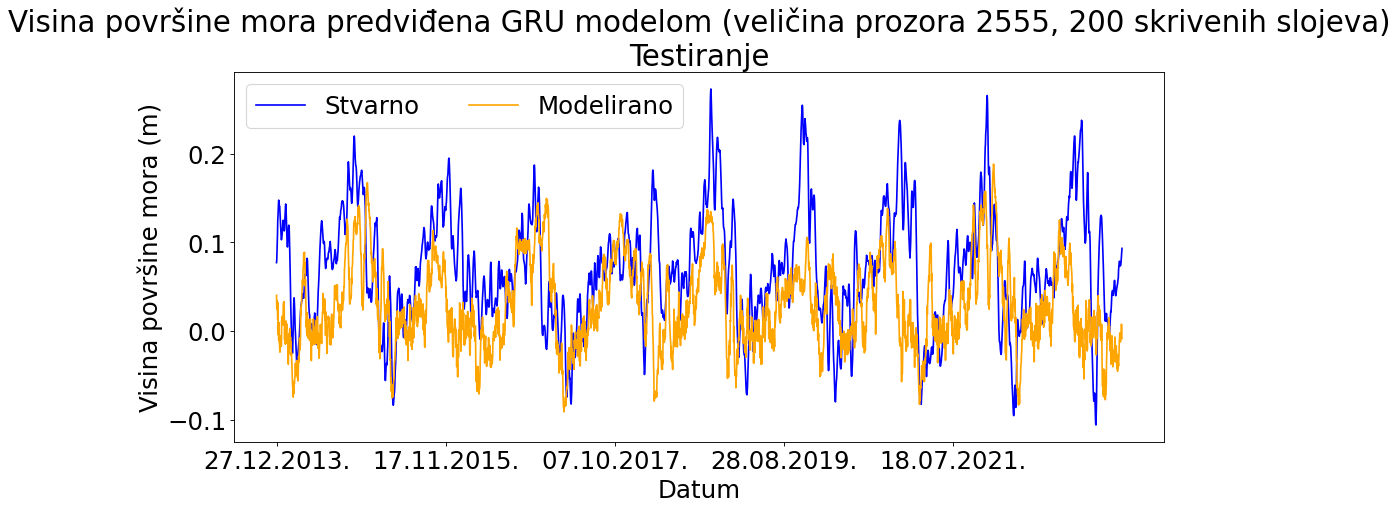 Visina površine mora predviđena GRU modelom (veličina prozora 2555, 200 skrivenih slojeva)
Testiranje
Stvarno
Modelirano
Visina površine mora (m)
0.2
0.1
0.0
−0.1
27.12.2013.
17.11.2015.
07.10.2017.
28.08.2019.
18.07.2021.
Datum